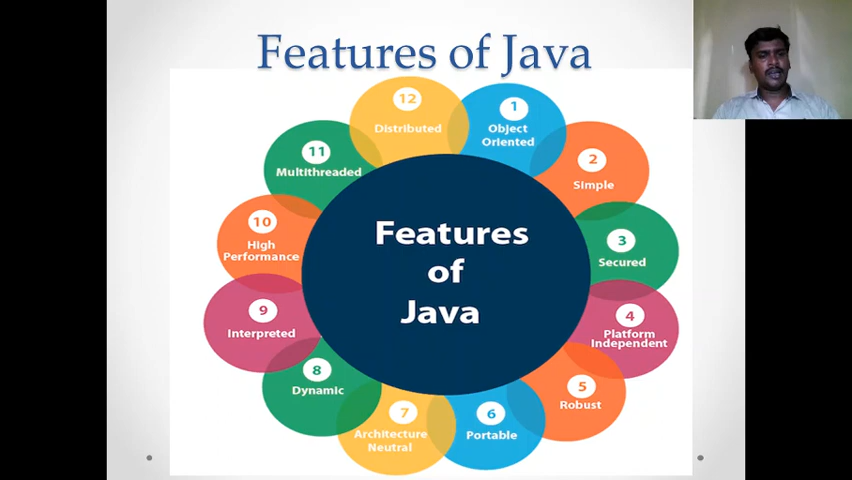 Features of Java
12
Distributed
1
Object
Oriented
2
Simple
3
Secured
4
Platform
Independent
5
Robust
6
Portable
7
Architecture
Neutral
8
Dynamic
9
Interpreted
10
High
Performance
11
Multithreaded
Features
of
Java